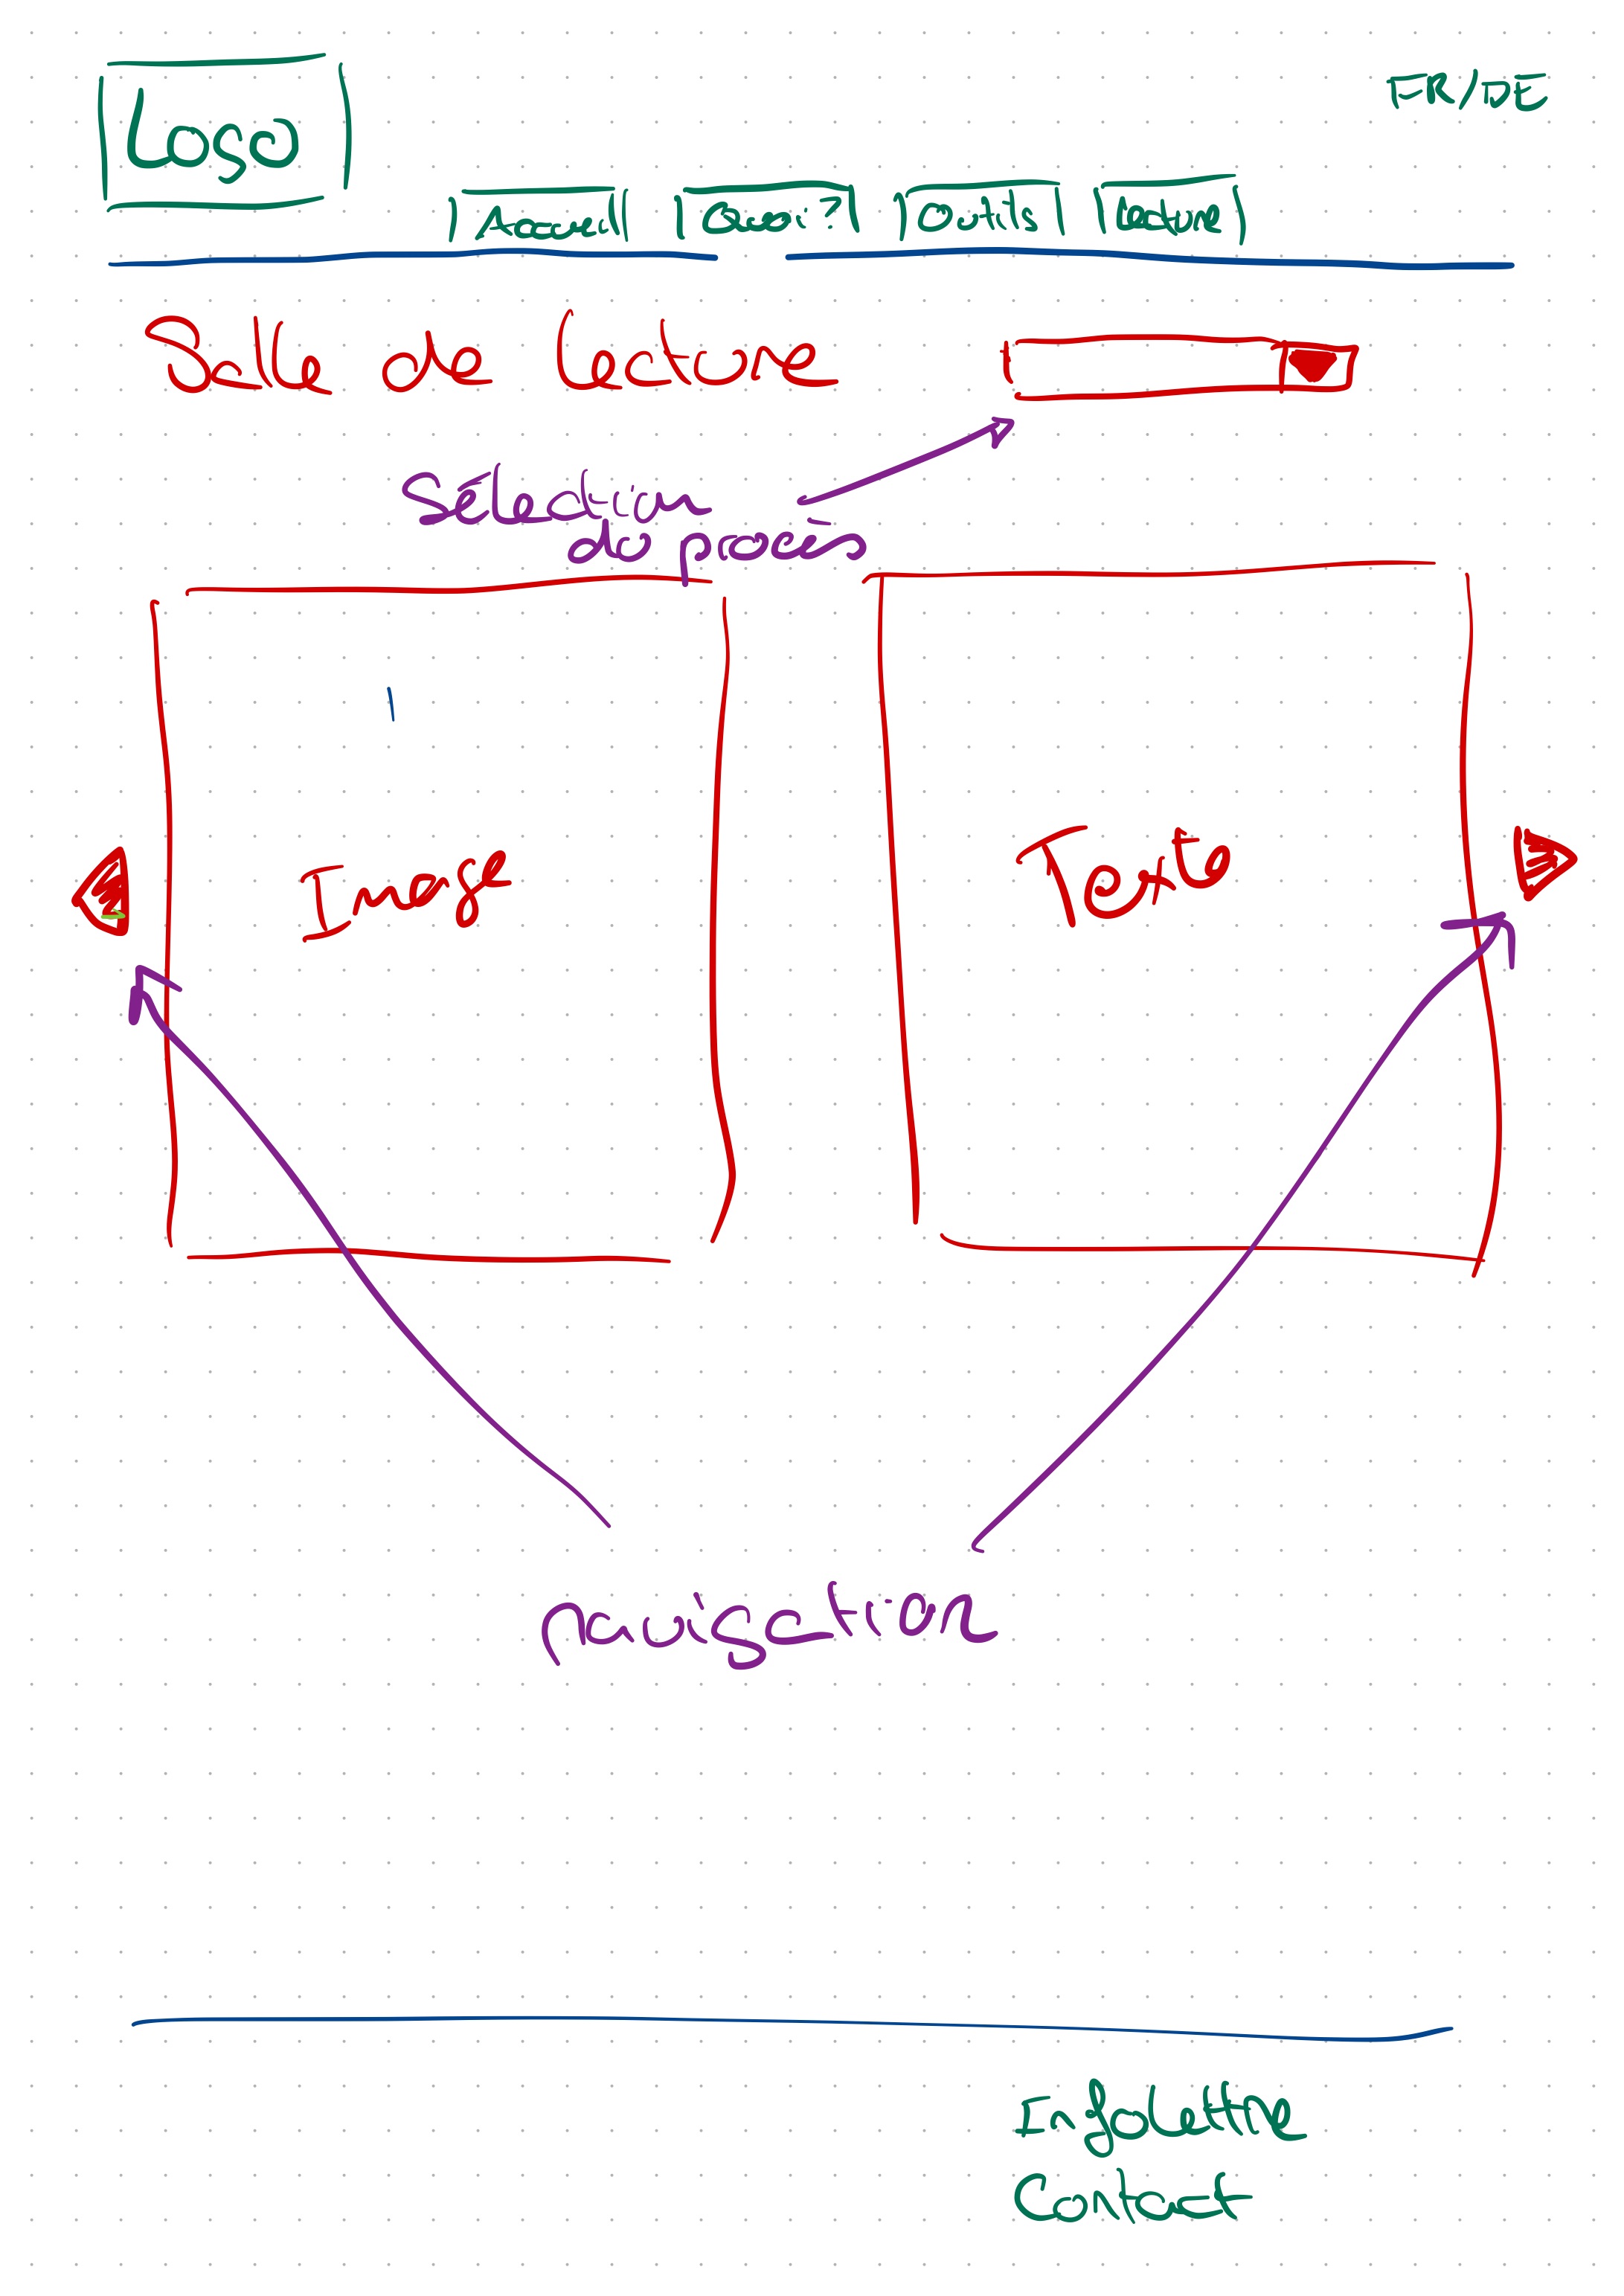 FR/DE
Logo
Accueil Quoi? Outils Lecture
Salle de lecture
Sélection
du procès
Image Texte
navigation
Infolettre
Contact